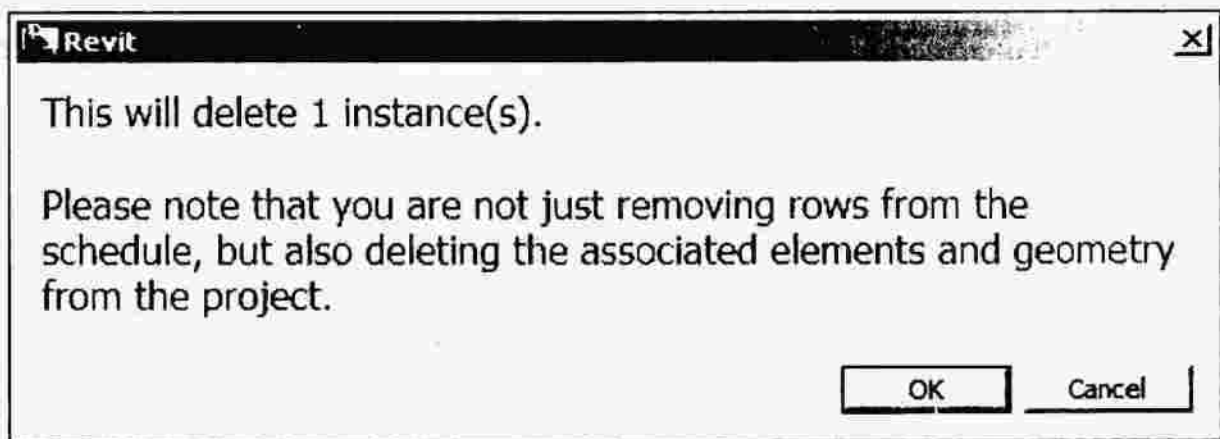 Revit
This will delete 1 instance(s).
Please note that you are not just removing rows from the
schedule, but also deleting the associated elements and geometry
from the project.
OK Cancel